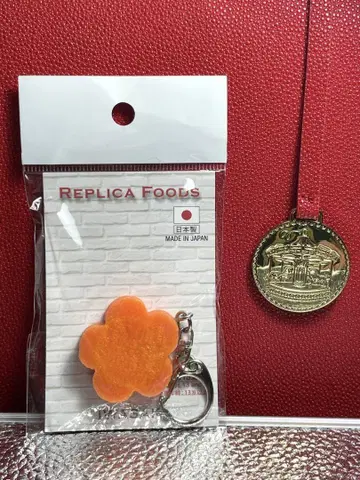 REPLICA FOODS
日本製
MADE IN JAPAN